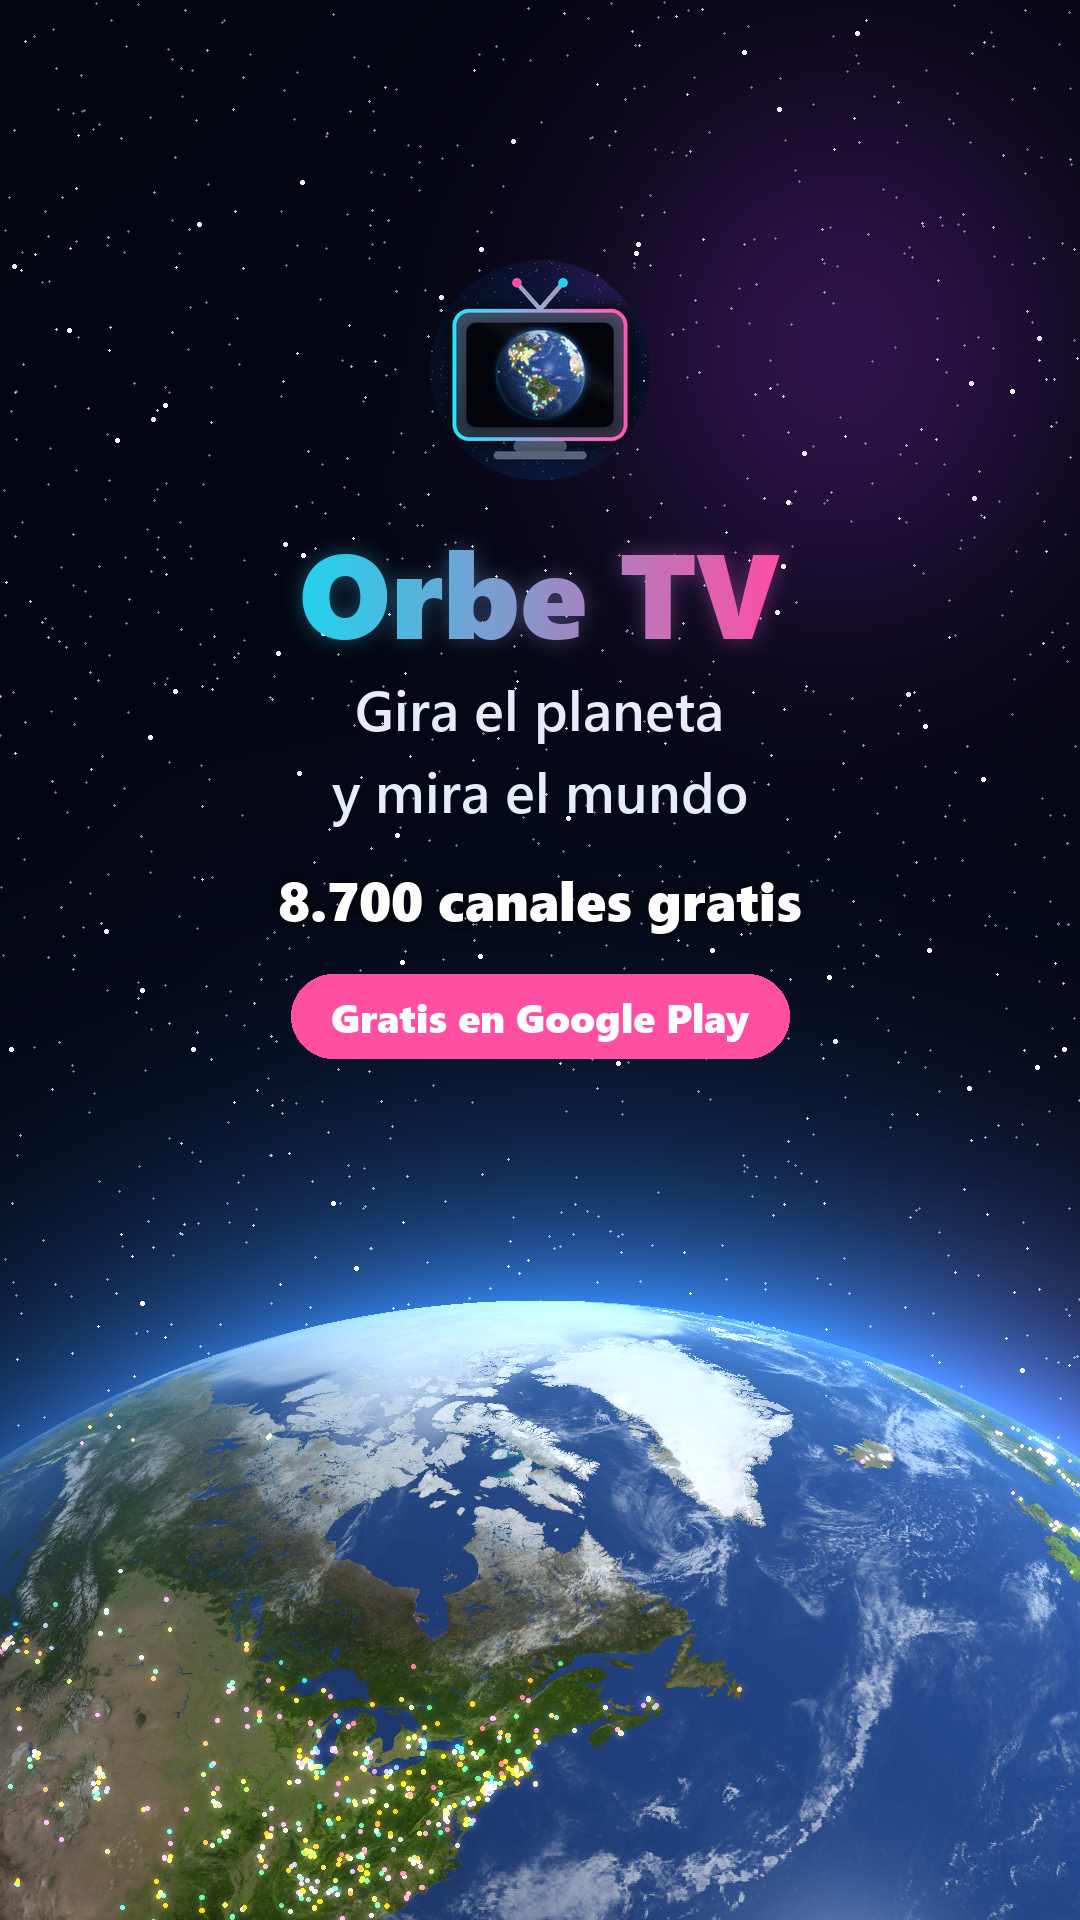 Orbe TV
Gira el planeta
y mira el mundo
8.700 canales gratis
Gratis en Google Play